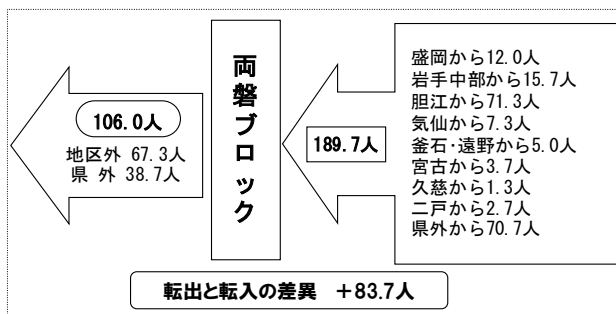 106.0人
地区外 67.3人
県 外 38.7人
両磐ブロック
189.7人
盛岡から12.0人
岩手中部から15.7人
胆江から71.3人
気仙から7.3人
釜石・遠野から5.0人
宮古から3.7人
久慈から1.3人
二戸から2.7人
県外から70.7人
転出と転入の差異 +83.7人